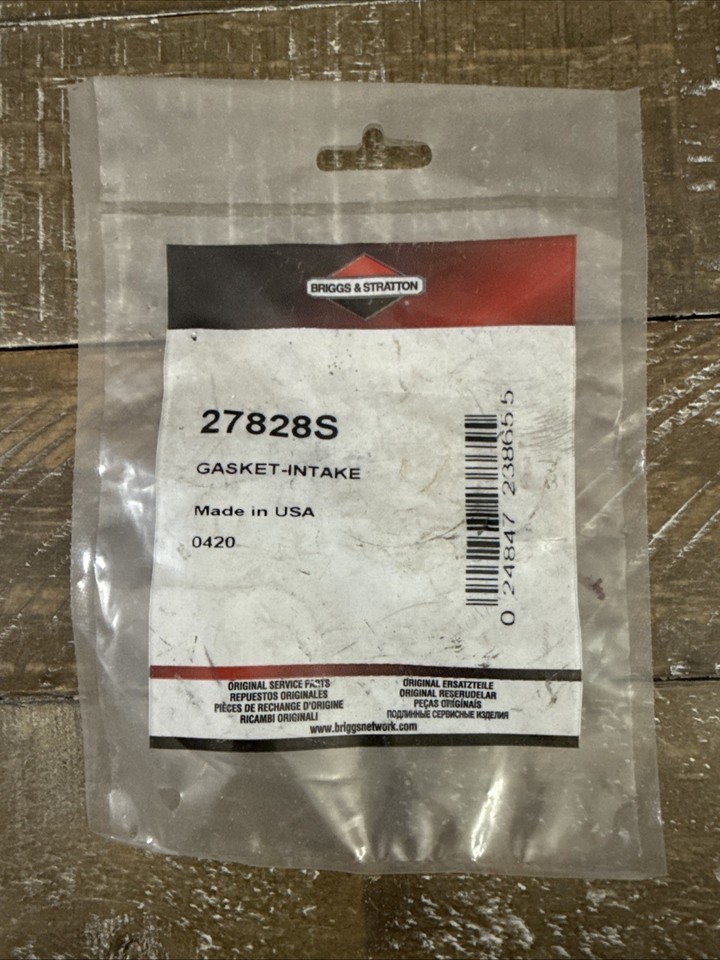 BRIGGS & STRATTON
27828S
GASKET-INTAKE
Made in USA
0420
0 24847 23865 5
ORIGINAL SERVICE PARTS
REPUESTOS ORIGINALES
PIÈCES DE RECHANGE D'ORIGINE
RICAMBI ORIGINALI
ORIGINAL ERSATZTEILE
ORIGINAL RESERUDELAR
PEÇAS ORIGINAIS
ПОДЛИННЫЕ СЕРВИСНЫЕ ИЗДЕЛИЯ
www.briggsnetwork.com